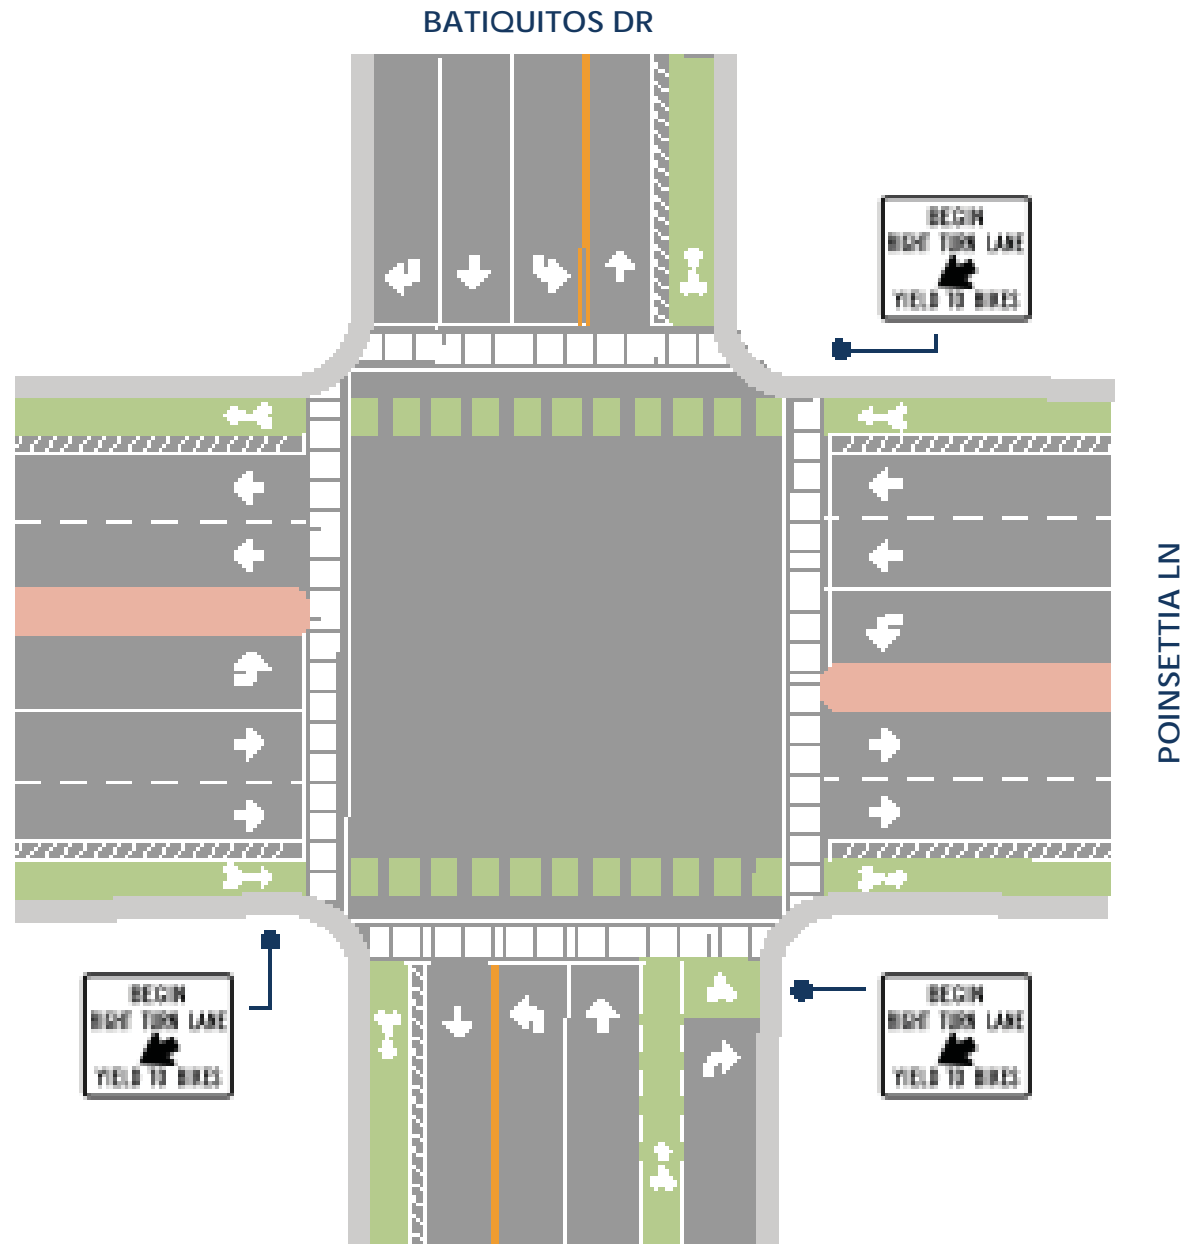 BATIQUITOS DR
BEGIN
RIGHT TURN LANE
YIELD TO BIKES
POINSETTIA LN
BEGIN
RIGHT TURN LANE
YIELD TO BIKES
BEGIN
RIGHT TURN LANE
YIELD TO BIKES